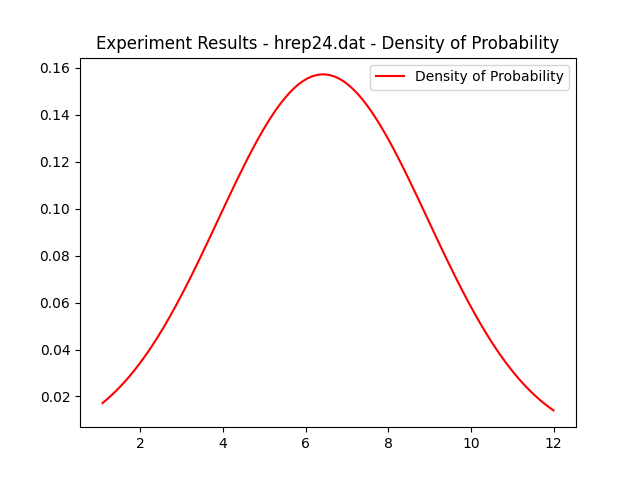 Experiment Results - hrep24.dat - Density of Probability
Density of Probability
0.16
0.14
0.12
0.10
0.08
0.06
0.04
0.02
2 4 6 8 10 12